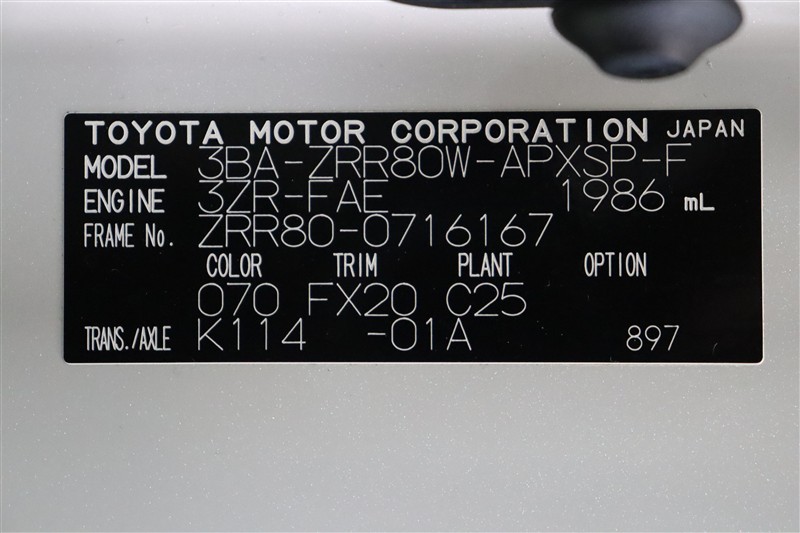 TOYOTA MOTOR CORPORATION JAPAN
MODEL 3BA-ZRR80W-APXSP-F
ENGINE 3ZR-FAE 1986 mL
FRAME No. ZRR80-0716167
COLOR TRIM PLANT OPTION
070 FX20 C25
TRANS./AXLE K114 -01A 897